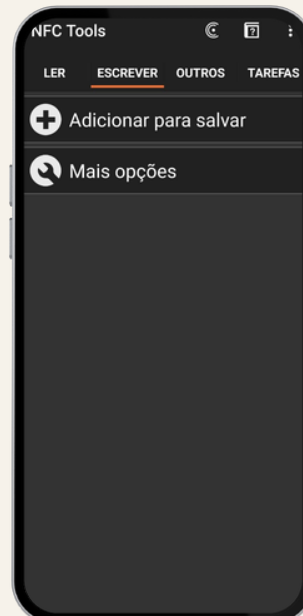 NFC Tools
LER ESCREVER OUTROS TAREFAS
Adicionar para salvar
Mais opções